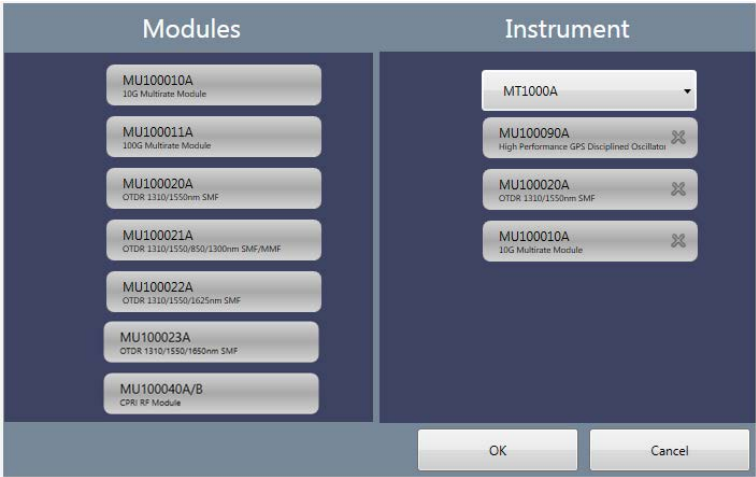 Modules
MU100010A
10G Multirate Module
MU100011A
100G Multirate Module
MU100020A
OTDR 1310/1550nm SMF
MU100021A
OTDR 1310/1550/850/1300nm SMF/MMF
MU100022A
OTDR 1310/1550/1625nm SMF
MU100023A
OTDR 1310/1550/1650nm SMF
MU100040A/B
CPRI RF Module
Instrument
MT1000A
MU100090A
High Performance GPS Disciplined Oscillator
MU100020A
OTDR 1310/1550nm SMF
MU100010A
10G Multirate Module
OK
Cancel